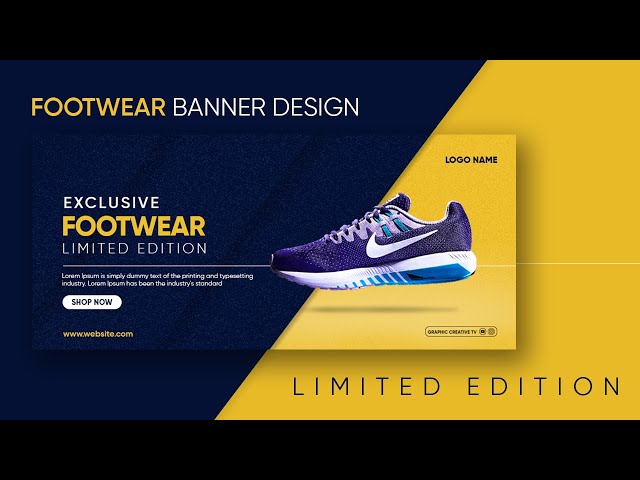 FOOTWEAR BANNER DESIGN
LOGO NAME
EXCLUSIVE
FOOTWEAR
LIMITED EDITION
Lorem Ipsum is simply dummy text of the printing and typesetting
industry. Lorem Ipsum has been the industry's standard
SHOP NOW
www.website.com
GRAPHIC CREATIVE TV
LIMITED EDITION